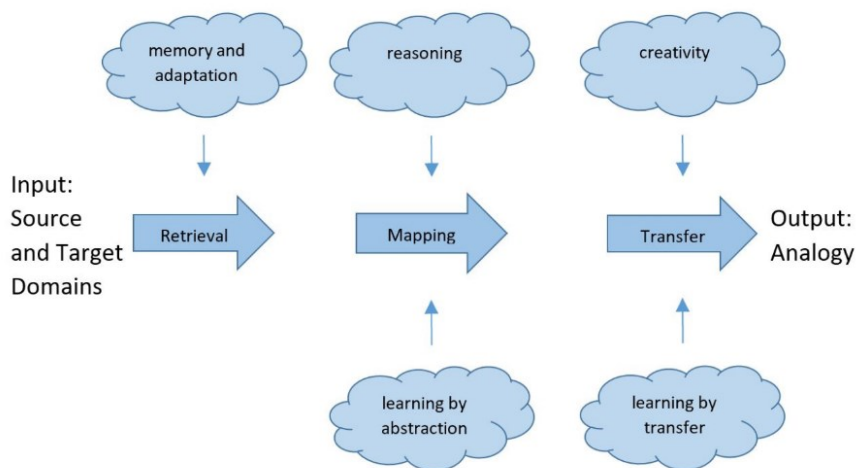 memory and
adaptation
reasoning
creativity
Input:
Source
and Target
Domains
Retrieval
Mapping
Transfer
Output:
Analogy
learning by
abstraction
learning by
transfer